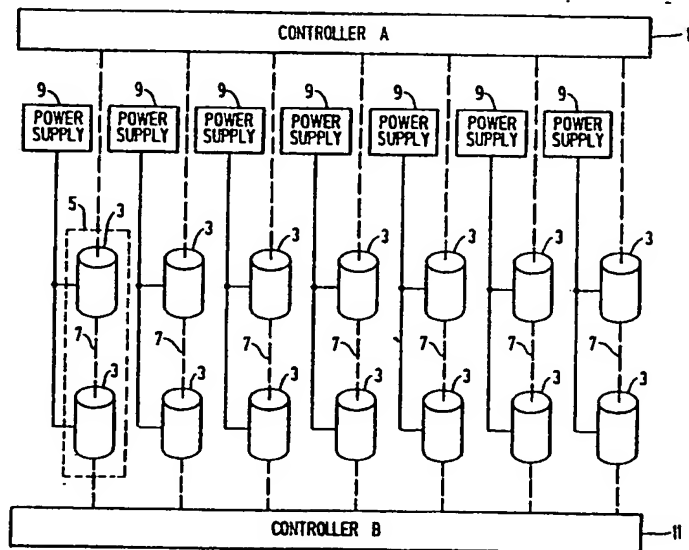 CONTROLLER A
9 9 9 9 9 9 9
POWER SUPPLY POWER SUPPLY POWER SUPPLY POWER SUPPLY POWER SUPPLY POWER SUPPLY POWER SUPPLY
5 3 3 3 3 3 3 3
7 7 7 7 7 7 7
3 3 3 3 3 3 3
CONTROLLER B 11